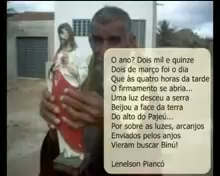 O ano? Dois mil e quinze
Dois de março foi o dia
Que às quatro horas da tarde
O firmamento se abria...
Uma luz desceu a serra
Beijou a face da terra
Do alto do Pajeú...
Por sobre as luzes, arcanjos
Enviados pelos anjos
Vieram buscar Binú!
Lenelson Piancó